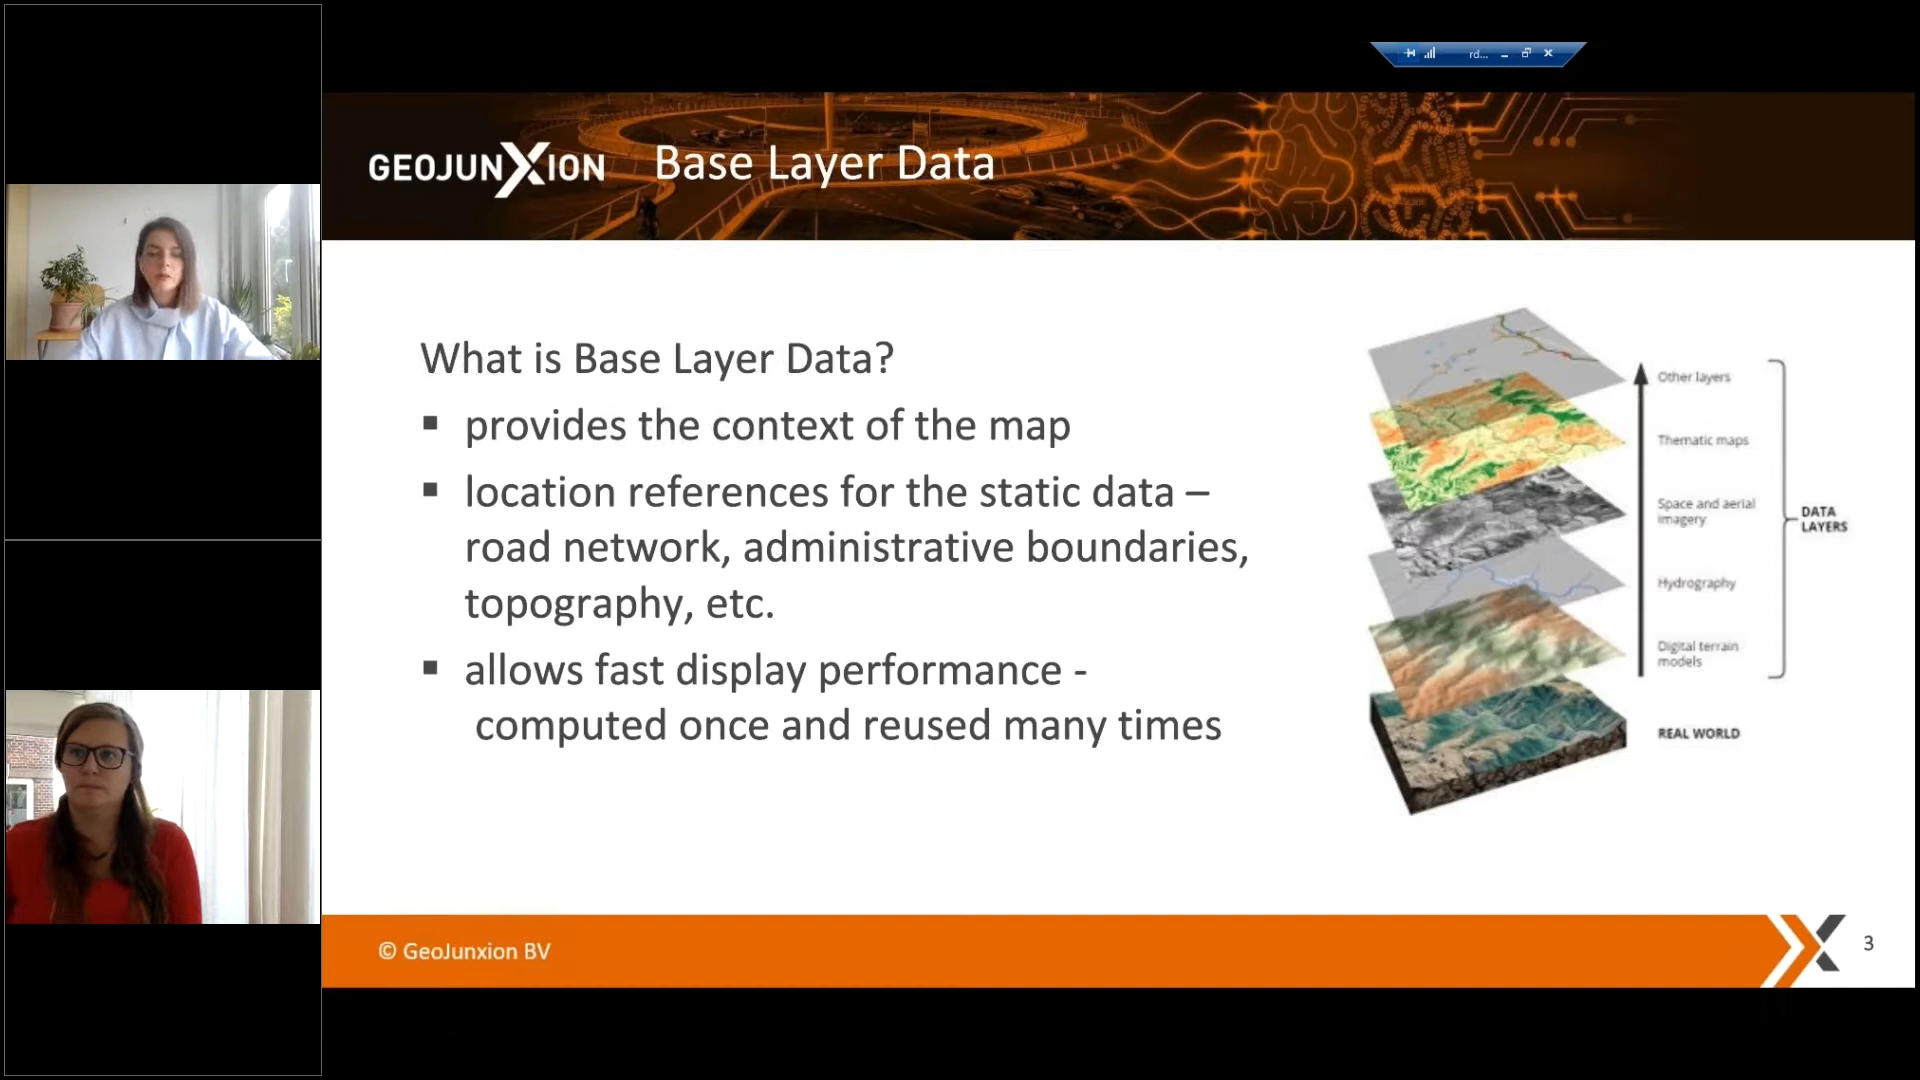 rd...
GEOJUNXION
Base Layer Data
What is Base Layer Data?
▪ provides the context of the map
▪ location references for the static data –
road network, administrative boundaries,
topography, etc.
▪ allows fast display performance -
computed once and reused many times
Other layers
Thematic maps
Space and aerial
imagery
Hydrography
Digital terrain
models
DATA
LAYERS
REAL WORLD
© GeoJunxion BV
3